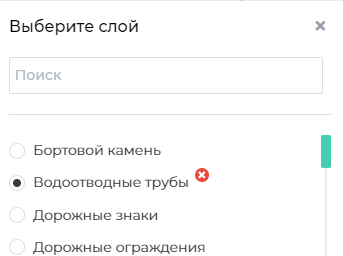 Выберите слой
Поиск
Бортовой камень
Водоотводные трубы
Дорожные знаки
Дорожные ограждения